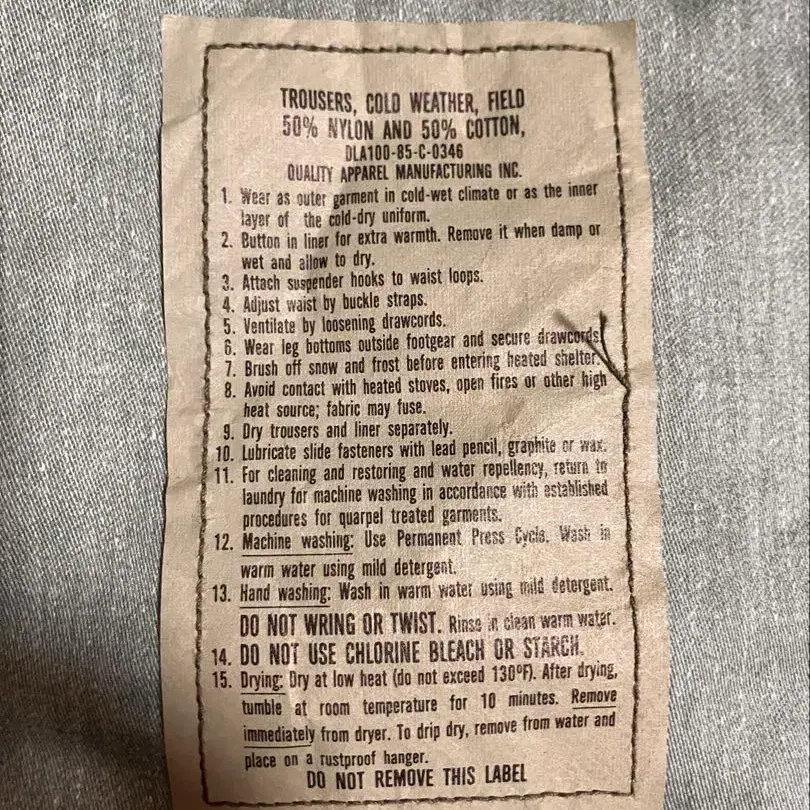 TROUSERS, COLD WEATHER, FIELD
50% NYLON AND 50% COTTON,
DLA100-85-C-0346
QUALITY APPAREL MANUFACTURING INC.
1. Wear as outer garment in cold-wet climate or as the inner
layer of the cold-dry uniform.
2. Button in liner for extra warmth. Remove it when damp or
wet and allow to dry.
3. Attach suspender hooks to waist loops.
4. Adjust waist by buckle straps.
5. Ventilate by loosening drawcords.
6. Wear leg bottoms outside footgear and secure drawcords.
7. Brush off snow and frost before entering heated shelter.
8. Avoid contact with heated stoves, open fires or other high
heat source; fabric may fuse.
9. Dry trousers and liner separately.
10. Lubricate slide fasteners with lead pencil, graphite or wax.
11. For cleaning and restoring and water repellency, return to
laundry for machine washing in accordance with established
procedures for quarpel treated garments.
12. Machine washing: Use Permanent Press Cycle. Wash in
warm water using mild detergent.
13. Hand washing: Wash in warm water using mild detergent.
DO NOT WRING OR TWIST. Rinse in clean warm water.
14. DO NOT USE CHLORINE BLEACH OR STARCH.
15. Drying: Dry at low heat (do not exceed 130°F). After drying,
tumble at room temperature for 10 minutes. Remove
immediately from dryer. To drip dry, remove from water and
place on a rustproof hanger.
DO NOT REMOVE THIS LABEL